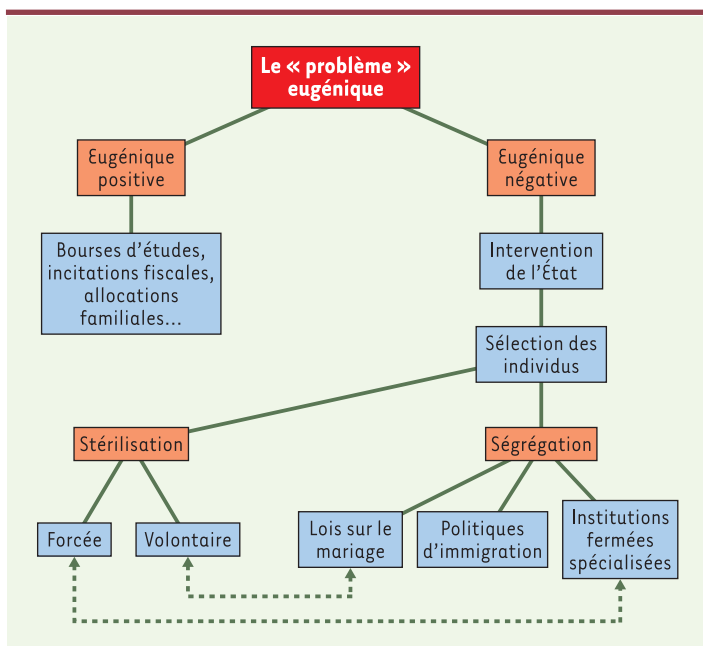 Le « problème »
eugénique
Eugénique
positive
Eugénique
négative
Bourses d'études,
incitations fiscales,
allocations
familiales...
Intervention
de l'État
Sélection des
individus
Stérilisation
Ségrégation
Forcée
Volontaire
Lois sur le
mariage
Politiques
d'immigration
Institutions
fermées
spécialisées